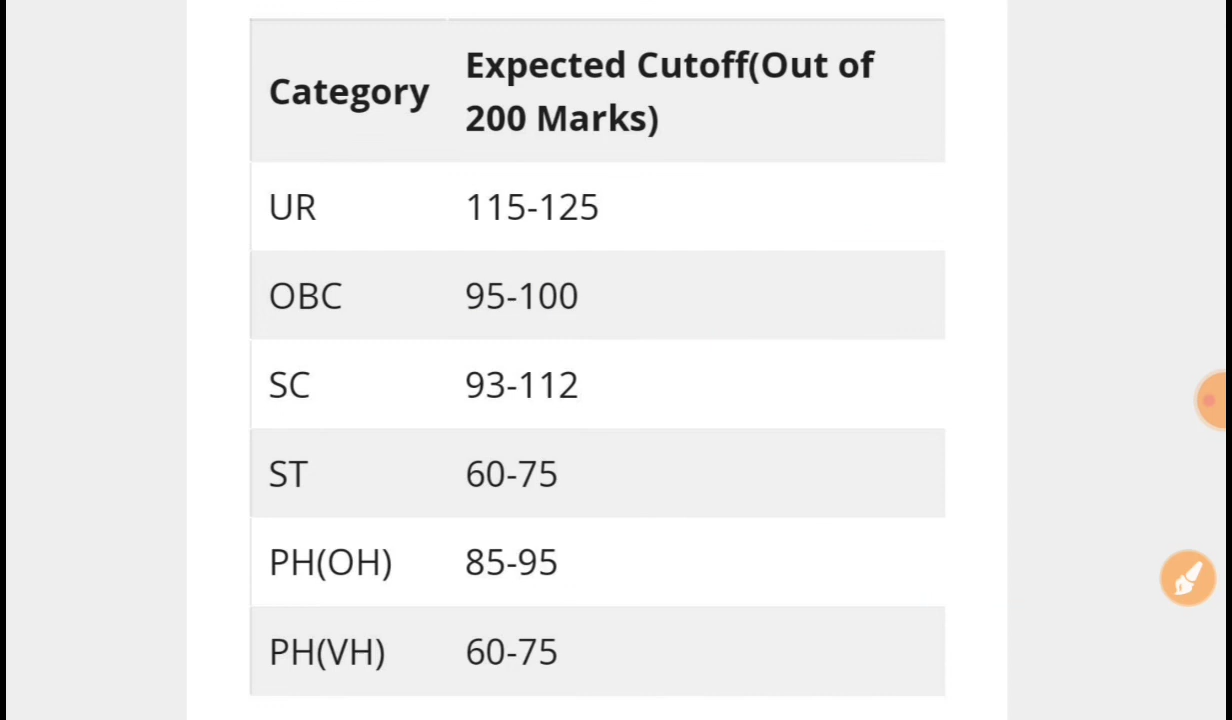 Category Expected Cutoff(Out of
200 Marks)
UR 115-125
OBC 95-100
SC 93-112
ST 60-75
PH(OH) 85-95
PH(VH) 60-75